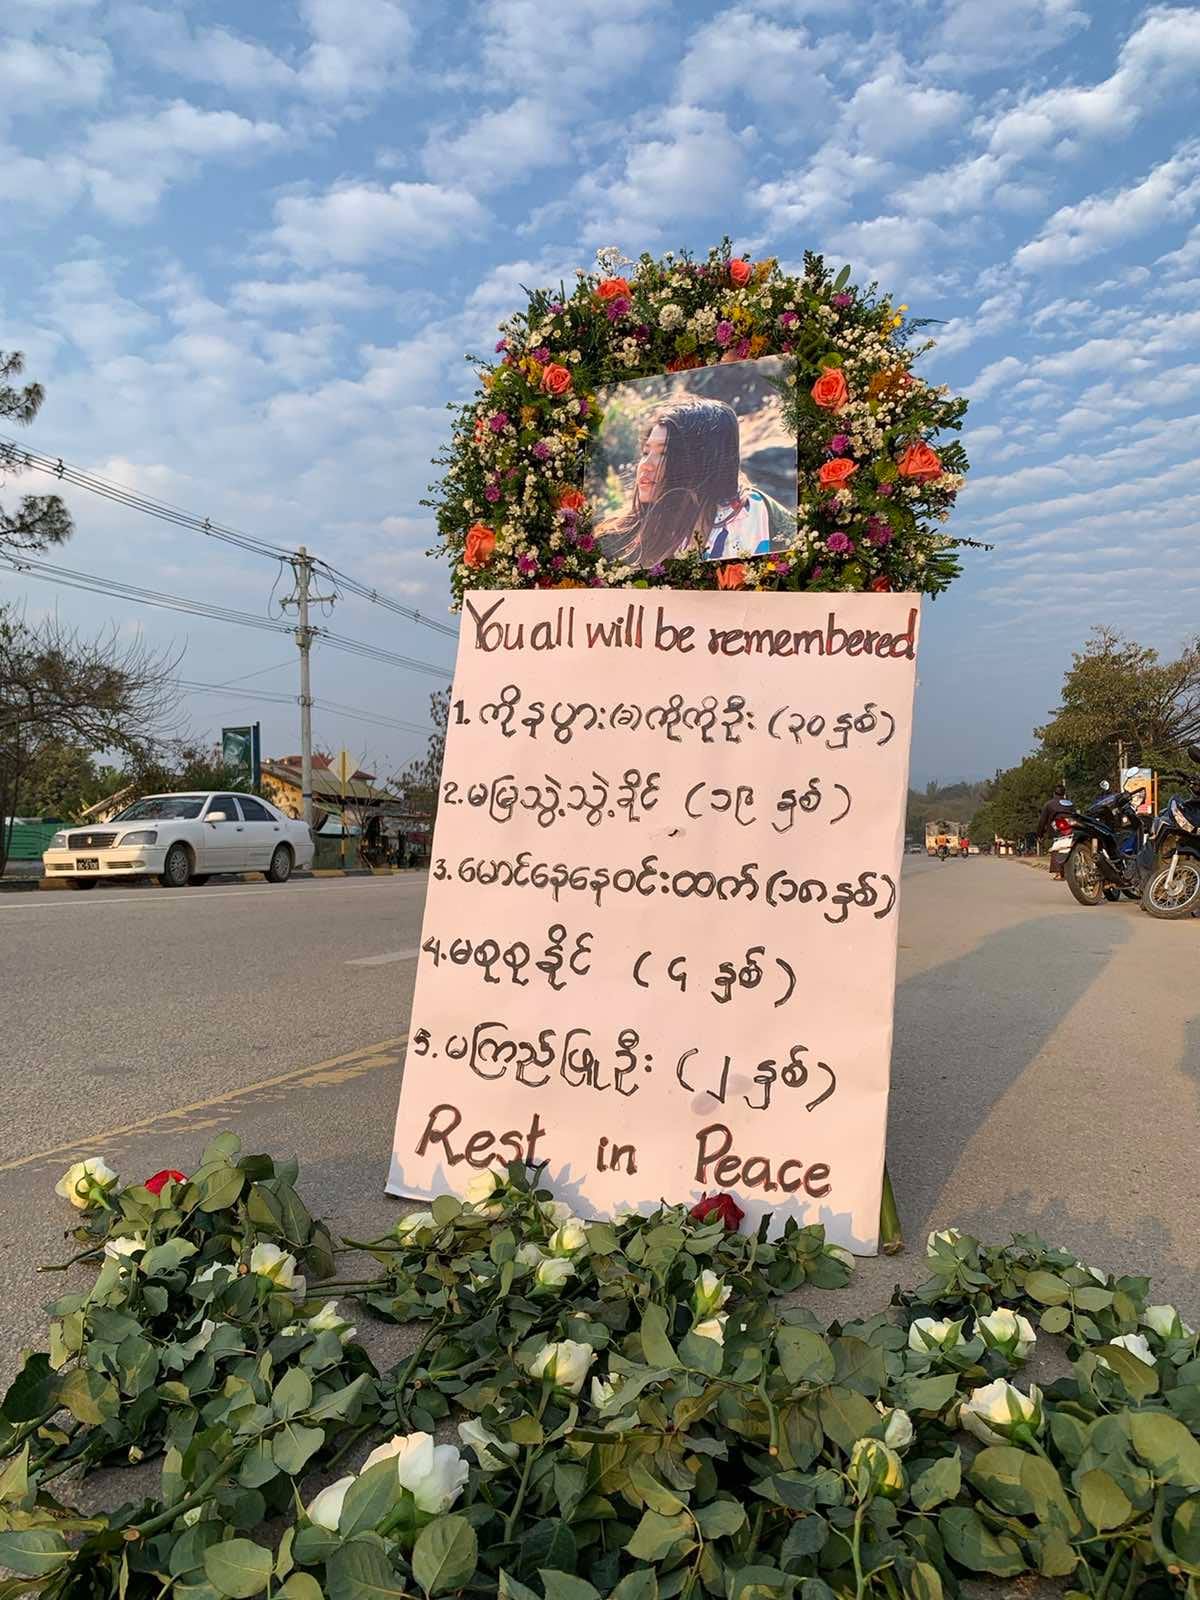 You all will be remembered
1. ကိုနပွား(ခ)ကိုကိုဦး (၃၀ နှစ်)
2. မမြသွဲ့သွဲ့ခိုင် (၁၉ နှစ်)
3. မောင်နေနေဝင်းထက် (၁၈ နှစ်)
4. မစုစုနိုင် (၄ နှစ်)
5. မကြည်ဖြူဦး (၂ နှစ်)
Rest in Peace